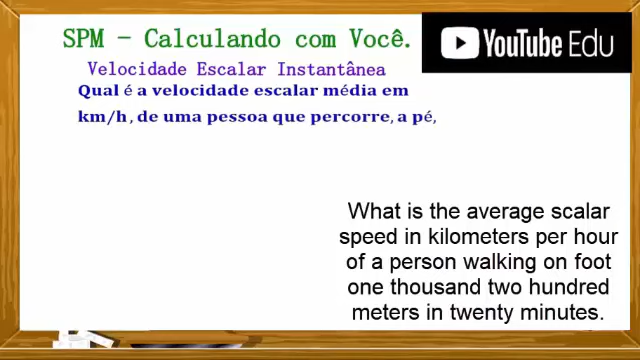 SPM - Calculando com Você.
YouTube Edu
Velocidade Escalar Instantânea
Qual é a velocidade escalar média em
km/h, de uma pessoa que percorre, a pé,
What is the average scalar
speed in kilometers per hour
of a person walking on foot
one thousand two hundred
meters in twenty minutes.